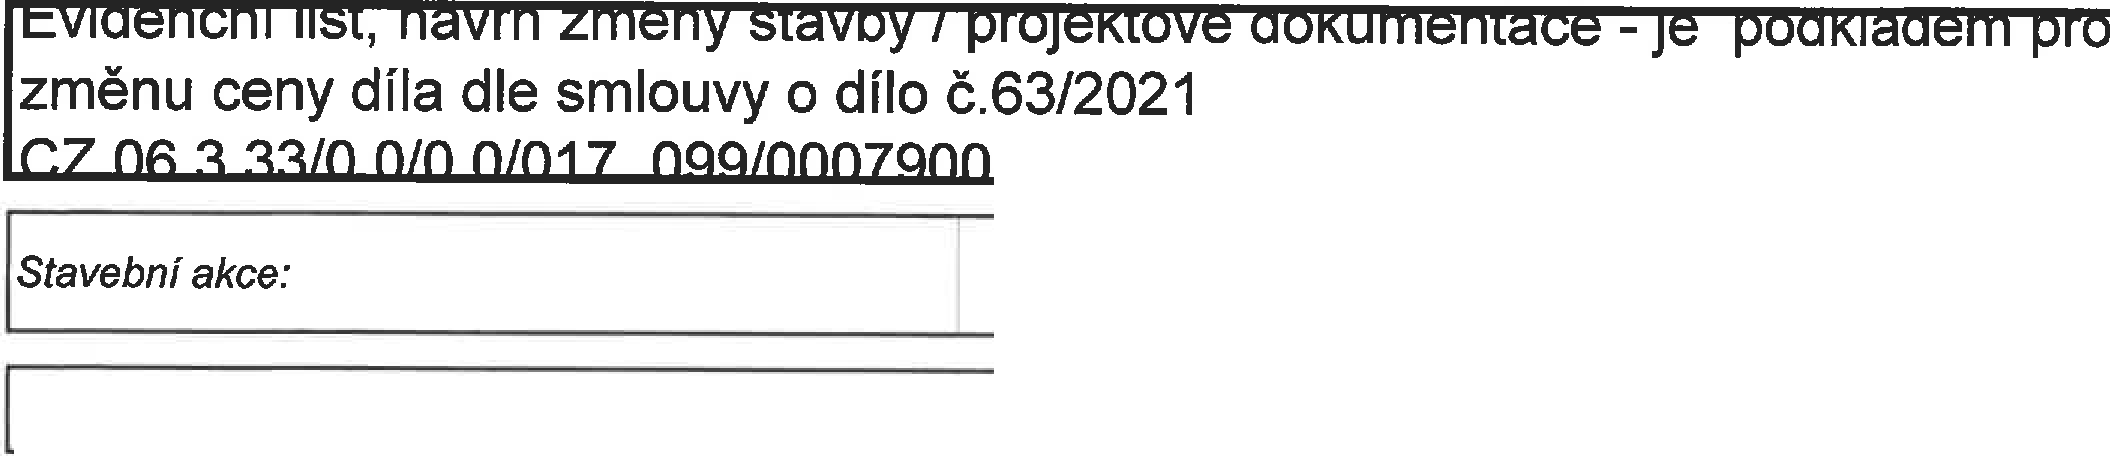 Evidenční list, návrh změny stavby / projektové dokumentace - je podkladem pro
změnu ceny díla dle smlouvy o dílo č.63/2021
CZ.06.3.33/0.0/0.0/017_099/0007900
Stavební akce: